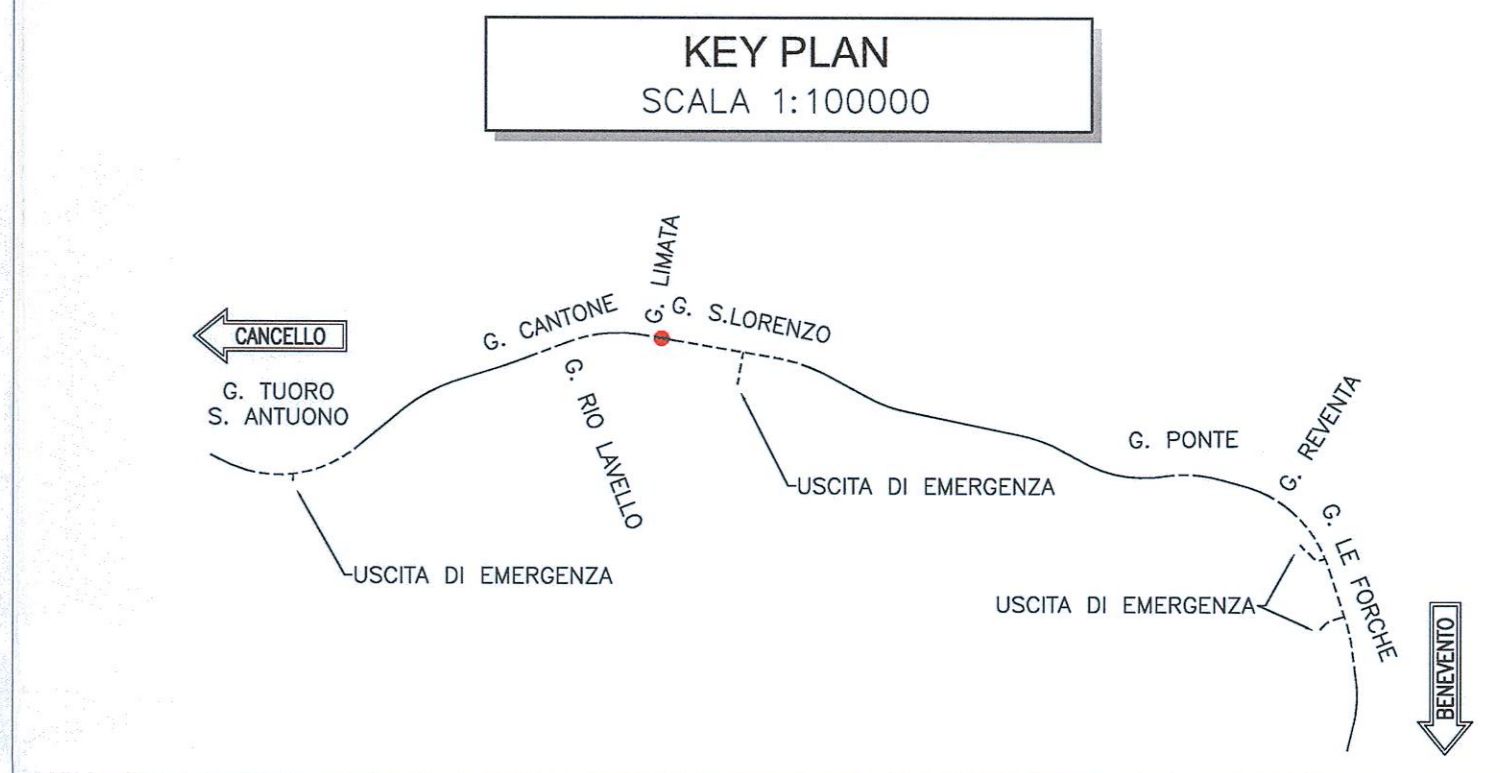 KEY PLAN
SCALA 1:100000
CANCELLO
G. TUORO
S. ANTUONO
G. CANTONE
G. RIO LAVELLO
G. LIMATA
G. S.LORENZO
USCITA DI EMERGENZA
USCITA DI EMERGENZA
G. PONTE
G. REVENTA
G. LE FORCHE
USCITA DI EMERGENZA
BENEVENTO